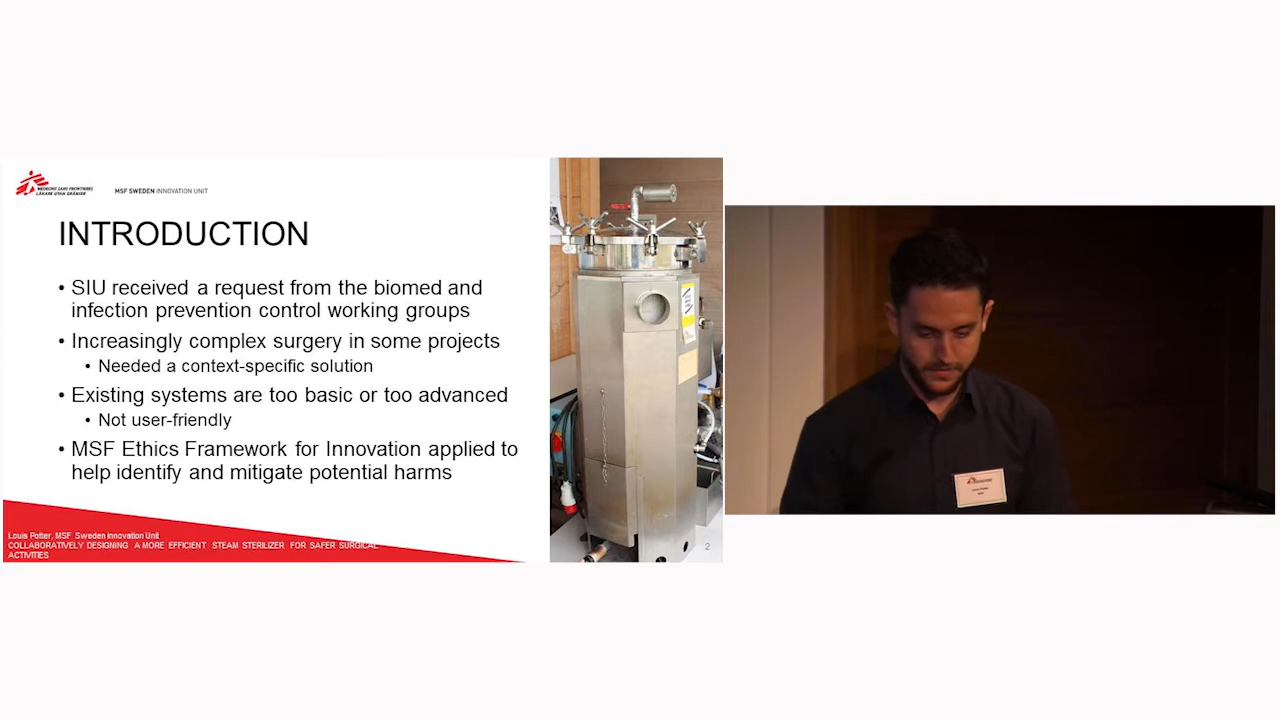 MEDECINS SANS FRONTIERES
LÄKARE UTAN GRÄNSER
MSF SWEDEN INNOVATION UNIT
INTRODUCTION
• SIU received a request from the biomed and
infection prevention control working groups
• Increasingly complex surgery in some projects
• Needed a context-specific solution
• Existing systems are too basic or too advanced
• Not user-friendly
• MSF Ethics Framework for Innovation applied to
help identify and mitigate potential harms
Louis Potter, MSF Sweden Innovation Unit
COLLABORATIVELY DESIGNING A MORE EFFICIENT STEAM STERILIZER FOR SAFER SURGICAL
ACTIVITIES
2